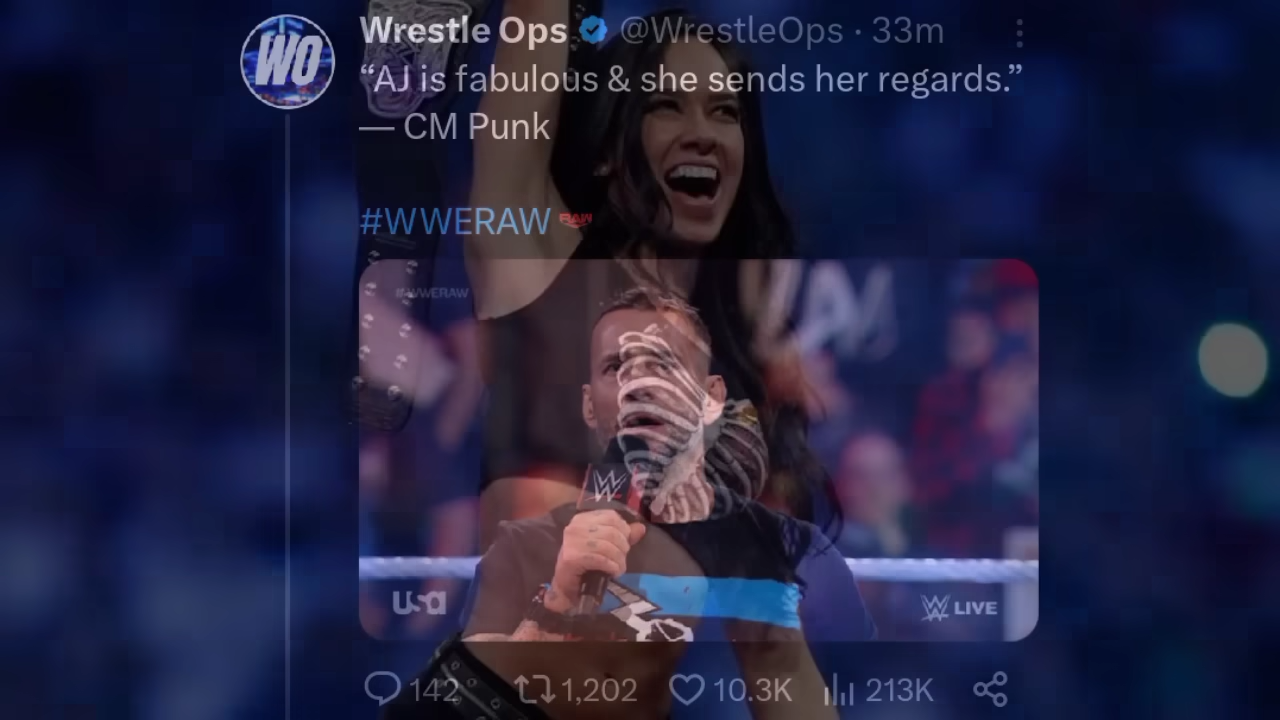 WO
Wrestle Ops @WrestleOps · 33m
“AJ is fabulous & she sends her regards.”
— CM Punk
#WWERAW RAW
#WWERAW
W
USA
W LIVE
142 1,202 10.3K 213K